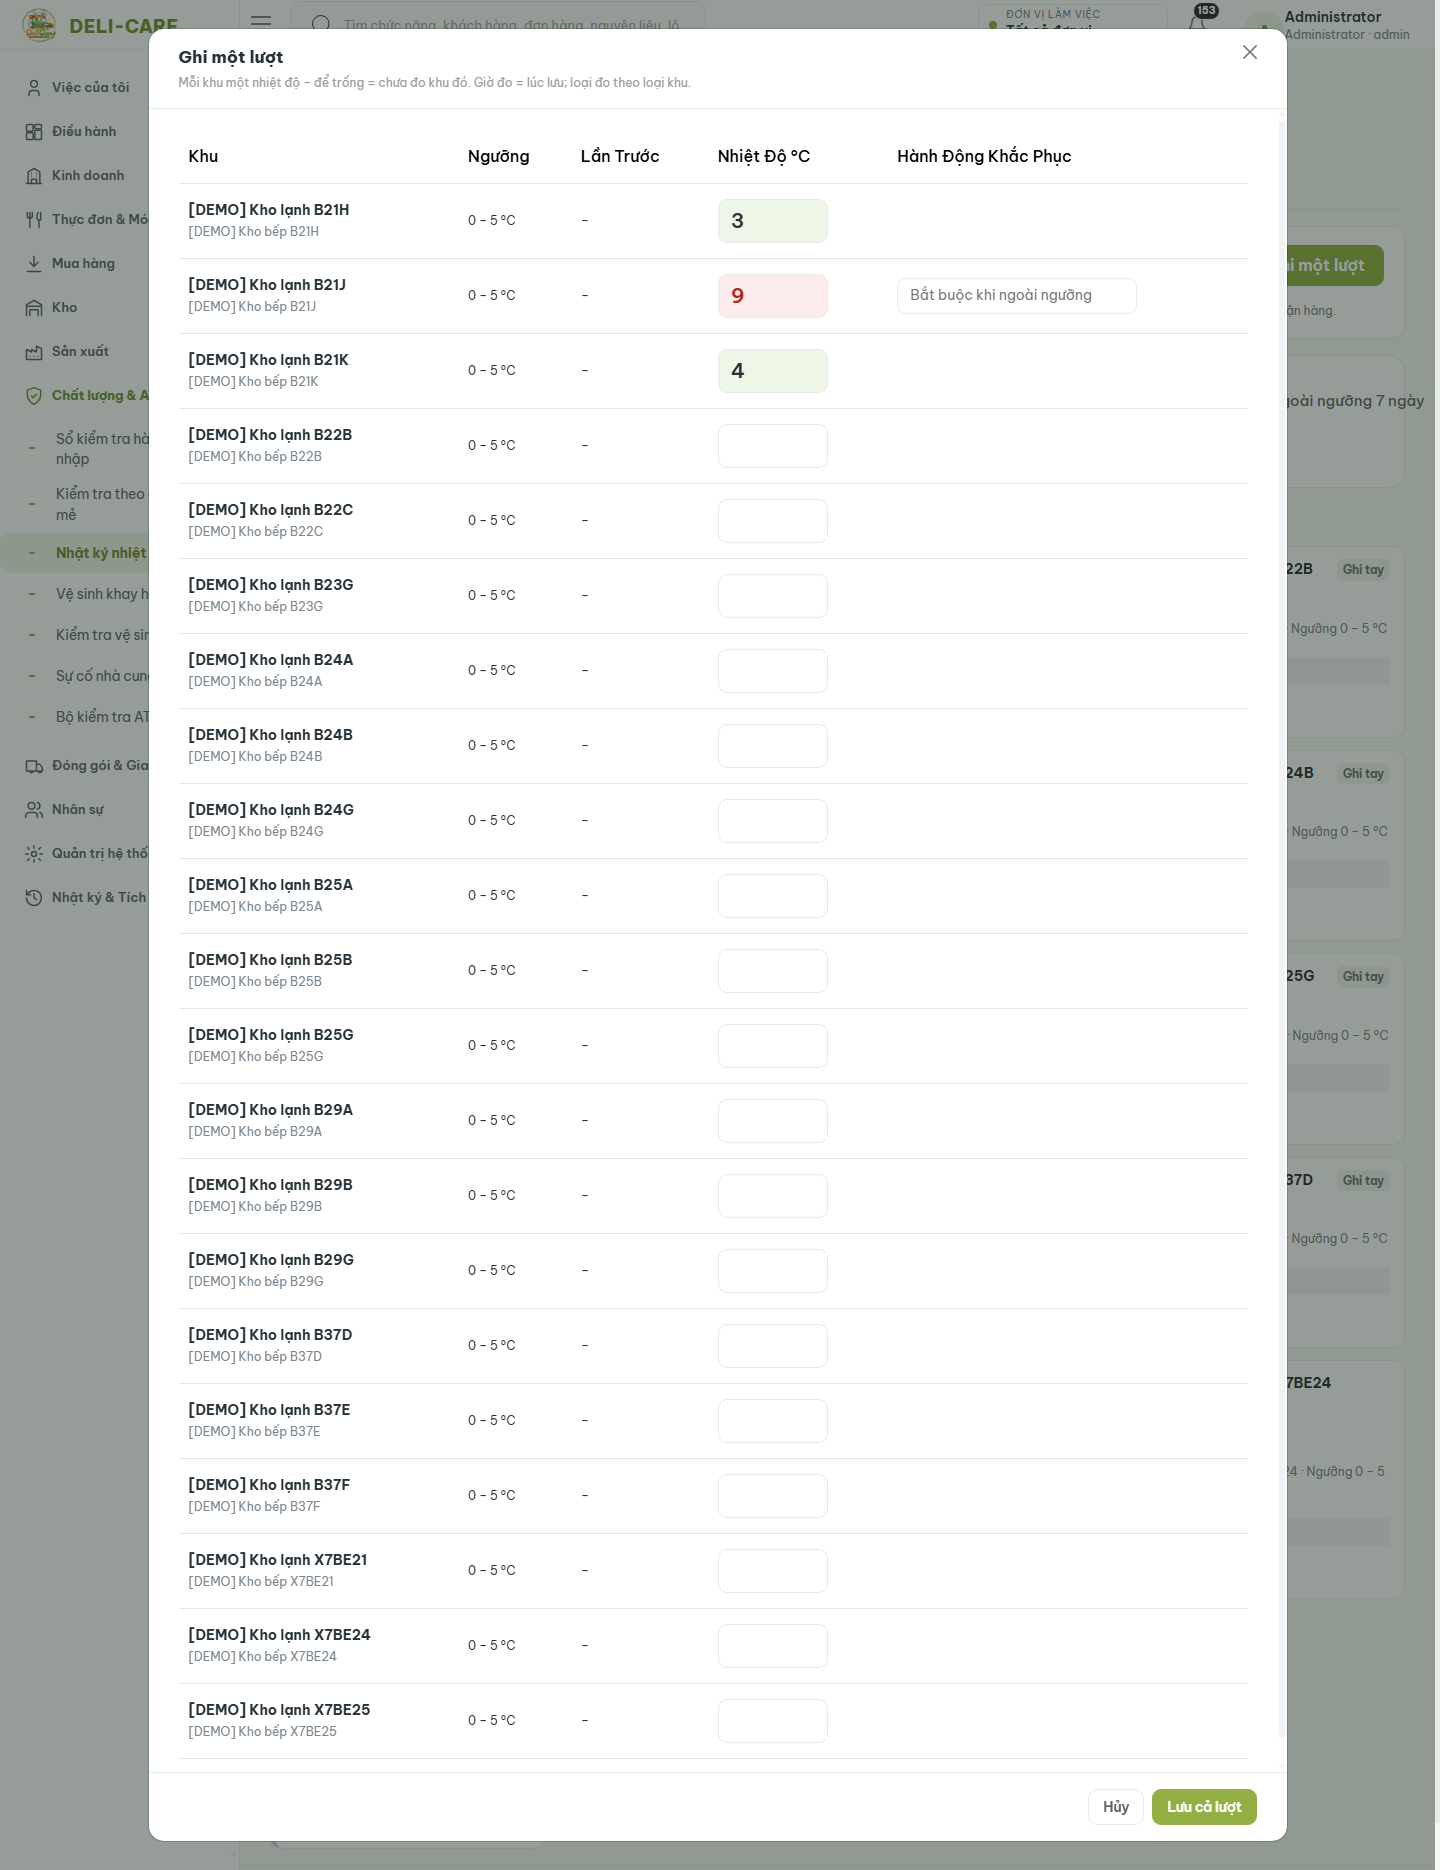 DELI-CARE
Tìm chức năng, khách hàng, đơn hàng, nguyên liệu, lô
ĐƠN VỊ LÀM VIỆC
Tất cả đơn vị
153
A
Administrator
Administrator · admin
Việc của tôi
Điều hành
Kinh doanh
Thực đơn & Mó
Mua hàng
Kho
Sản xuất
Chất lượng & A
Sổ kiểm tra hà
nhập
Kiểm tra theo
mẻ
Nhật ký nhiệt
Vệ sinh khay h
Kiểm tra vệ sin
Sự cố nhà cung
Bộ kiểm tra AT
Đóng gói & Gia
Nhân sự
Quản trị hệ thố
Nhật ký & Tích
Ghi một lượt
Mỗi khu một nhiệt độ – để trống = chưa đo khu đó. Giờ đo = lúc lưu; loại đo theo loại khu.
Khu Ngưỡng Lần Trước Nhiệt Độ °C Hành Động Khắc Phục
[DEMO] Kho lạnh B21H
[DEMO] Kho bếp B21H
0 – 5 °C – 3
[DEMO] Kho lạnh B21J
[DEMO] Kho bếp B21J
0 – 5 °C – 9 Bắt buộc khi ngoài ngưỡng
[DEMO] Kho lạnh B21K
[DEMO] Kho bếp B21K
0 – 5 °C – 4
[DEMO] Kho lạnh B22B
[DEMO] Kho bếp B22B
0 – 5 °C –
[DEMO] Kho lạnh B22C
[DEMO] Kho bếp B22C
0 – 5 °C –
[DEMO] Kho lạnh B23G
[DEMO] Kho bếp B23G
0 – 5 °C –
[DEMO] Kho lạnh B24A
[DEMO] Kho bếp B24A
0 – 5 °C –
[DEMO] Kho lạnh B24B
[DEMO] Kho bếp B24B
0 – 5 °C –
[DEMO] Kho lạnh B24G
[DEMO] Kho bếp B24G
0 – 5 °C –
[DEMO] Kho lạnh B25A
[DEMO] Kho bếp B25A
0 – 5 °C –
[DEMO] Kho lạnh B25B
[DEMO] Kho bếp B25B
0 – 5 °C –
[DEMO] Kho lạnh B25G
[DEMO] Kho bếp B25G
0 – 5 °C –
[DEMO] Kho lạnh B29A
[DEMO] Kho bếp B29A
0 – 5 °C –
[DEMO] Kho lạnh B29B
[DEMO] Kho bếp B29B
0 – 5 °C –
[DEMO] Kho lạnh B29G
[DEMO] Kho bếp B29G
0 – 5 °C –
[DEMO] Kho lạnh B37D
[DEMO] Kho bếp B37D
0 – 5 °C –
[DEMO] Kho lạnh B37E
[DEMO] Kho bếp B37E
0 – 5 °C –
[DEMO] Kho lạnh B37F
[DEMO] Kho bếp B37F
0 – 5 °C –
[DEMO] Kho lạnh X7BE21
[DEMO] Kho bếp X7BE21
0 – 5 °C –
[DEMO] Kho lạnh X7BE24
[DEMO] Kho bếp X7BE24
0 – 5 °C –
[DEMO] Kho lạnh X7BE25
[DEMO] Kho bếp X7BE25
0 – 5 °C –
Hủy
Lưu cả lượt
hi một lượt
ận hàng.
goài ngưỡng 7 ngày
22B Ghi tay
· Ngưỡng 0 – 5 °C
24B Ghi tay
· Ngưỡng 0 – 5 °C
25G Ghi tay
· Ngưỡng 0 – 5 °C
37D Ghi tay
· Ngưỡng 0 – 5 °C
7BE24
24 · Ngưỡng 0 – 5